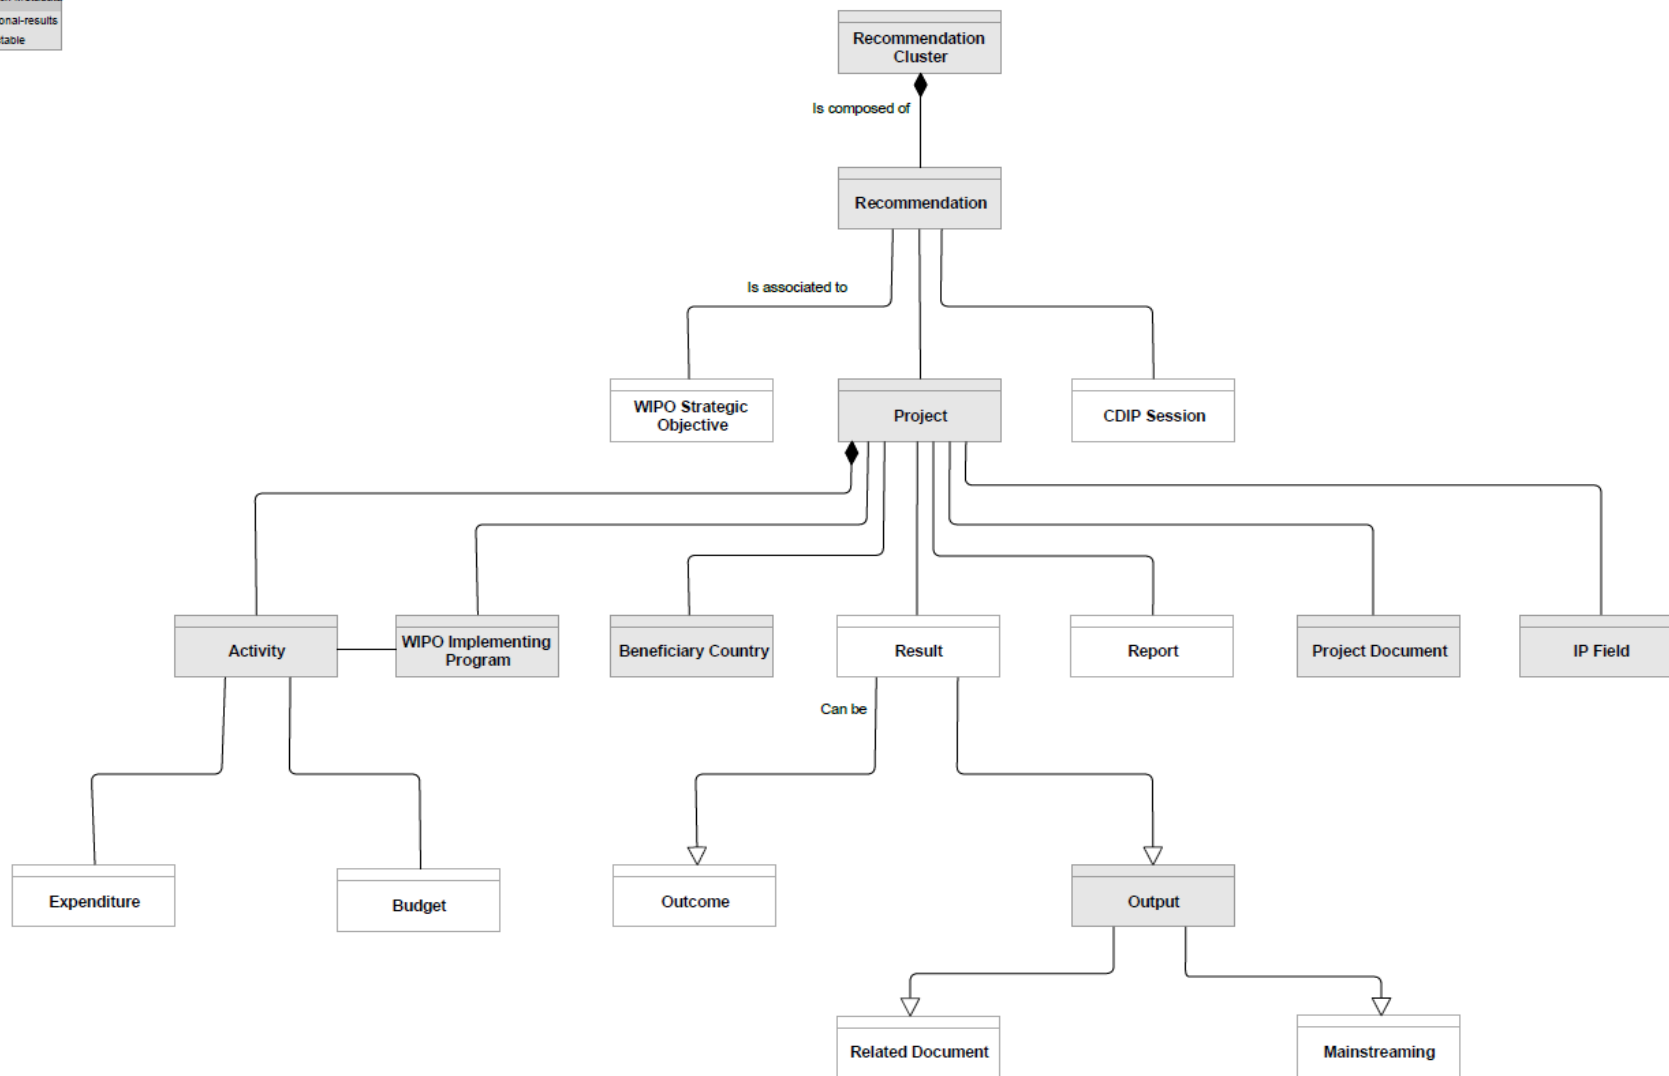 onal-results
table
Recommendation
Cluster
Is composed of
Recommendation
Is associated to
WIPO Strategic
Objective
Project
CDIP Session
Activity
WIPO Implementing
Program
Beneficiary Country
Result
Report
Project Document
IP Field
Can be
Expenditure
Budget
Outcome
Output
Related Document
Mainstreaming